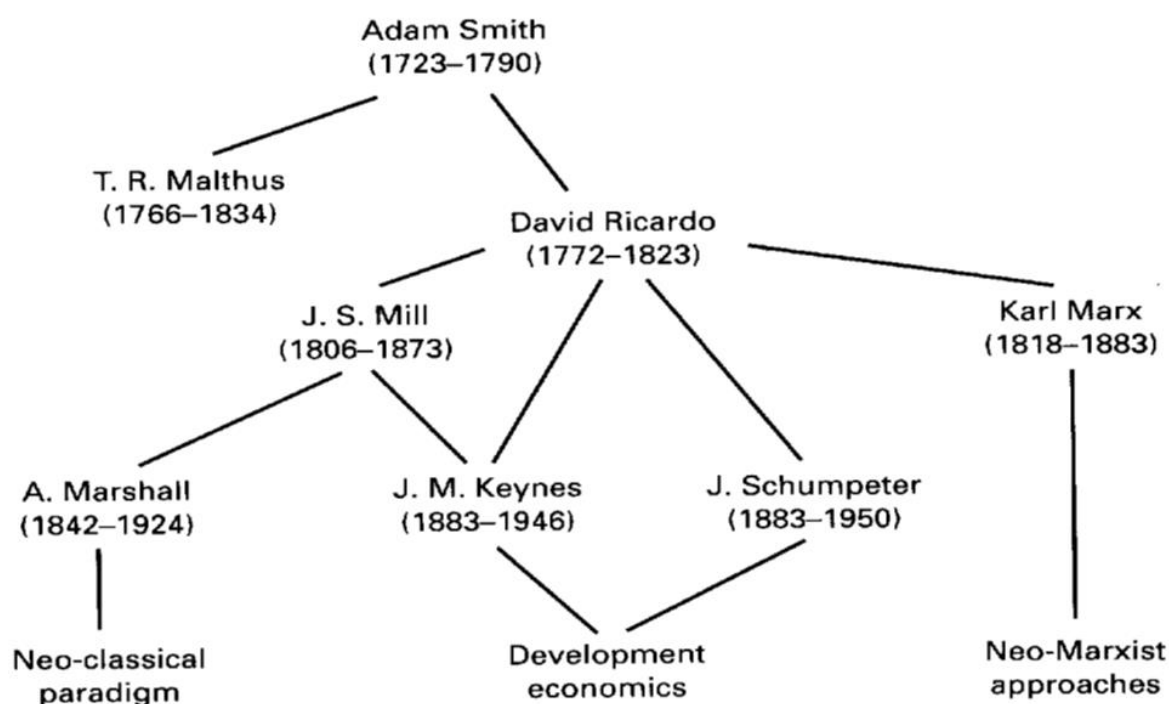 Adam Smith
(1723–1790)
T. R. Malthus
(1766–1834)
David Ricardo
(1772–1823)
J. S. Mill
(1806–1873)
Karl Marx
(1818–1883)
A. Marshall
(1842–1924)
J. M. Keynes
(1883–1946)
J. Schumpeter
(1883–1950)
Neo-classical
paradigm
Development
economics
Neo-Marxist
approaches